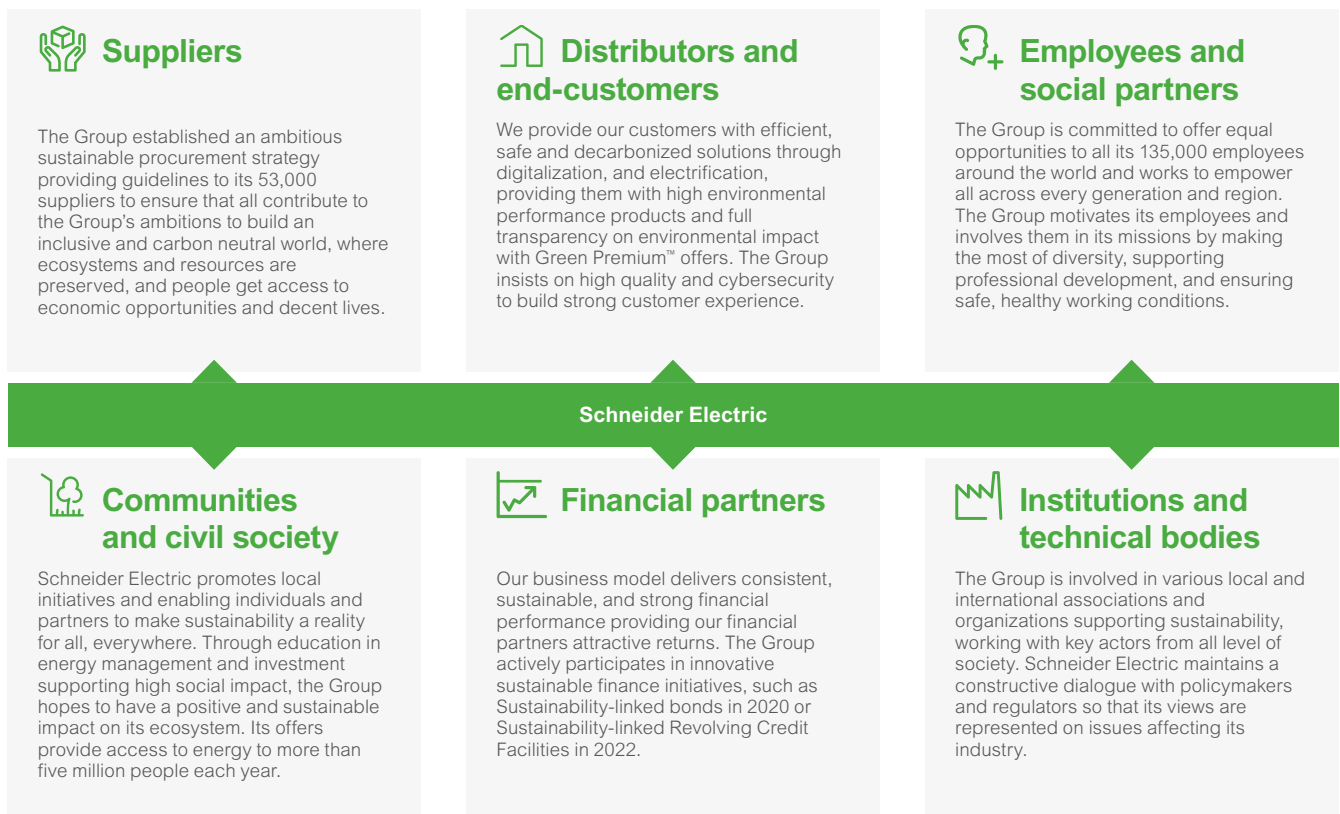 Suppliers
The Group established an ambitious
sustainable procurement strategy
providing guidelines to its 53,000
suppliers to ensure that all contribute to
the Group's ambitions to build an
inclusive and carbon neutral world, where
ecosystems and resources are
preserved, and people get access to
economic opportunities and decent lives.
Distributors and
end-customers
We provide our customers with efficient,
safe and decarbonized solutions through
digitalization, and electrification,
providing them with high environmental
performance products and full
transparency on environmental impact
with Green Premium™ offers. The Group
insists on high quality and cybersecurity
to build strong customer experience.
Employees and
social partners
The Group is committed to offer equal
opportunities to all its 135,000 employees
around the world and works to empower
all across every generation and region.
The Group motivates its employees and
involves them in its missions by making
the most of diversity, supporting
professional development, and ensuring
safe, healthy working conditions.
Schneider Electric
Communities
and civil society
Schneider Electric promotes local
initiatives and enabling individuals and
partners to make sustainability a reality
for all, everywhere. Through education in
energy management and investment
supporting high social impact, the Group
hopes to have a positive and sustainable
impact on its ecosystem. Its offers
provide access to energy to more than
five million people each year.
Financial partners
Our business model delivers consistent,
sustainable, and strong financial
performance providing our financial
partners attractive returns. The Group
actively participates in innovative
sustainable finance initiatives, such as
Sustainability-linked bonds in 2020 or
Sustainability-linked Revolving Credit
Facilities in 2022.
Institutions and
technical bodies
The Group is involved in various local and
international associations and
organizations supporting sustainability,
working with key actors from all level of
society. Schneider Electric maintains a
constructive dialogue with policymakers
and regulators so that its views are
represented on issues affecting its
industry.